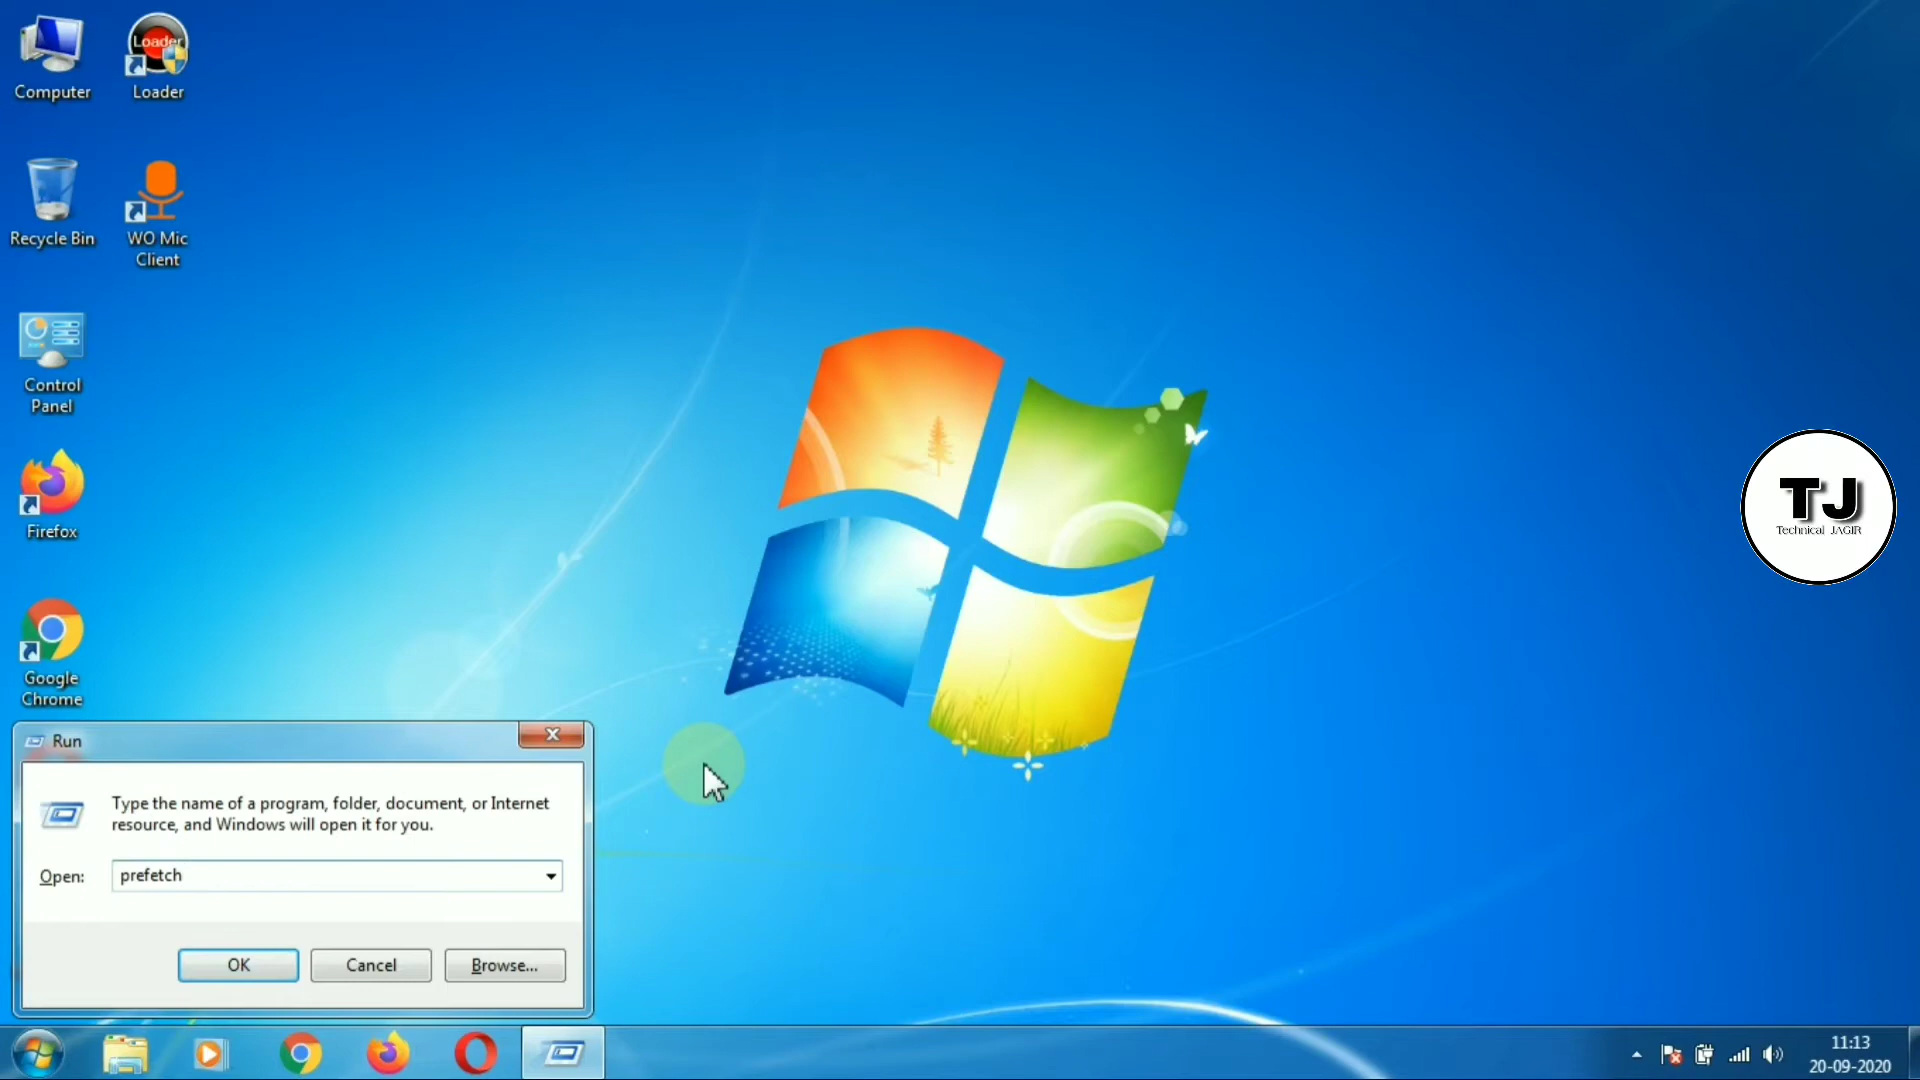 Computer
Loader
Loader
Recycle Bin
WO Mic
Client
Control
Panel
Firefox
Google
Chrome
TJ
Technical JAGIR
Run
Type the name of a program, folder, document, or Internet
resource, and Windows will open it for you.
Open:
prefetch
OK
Cancel
Browse...
11:13
20-09-2020